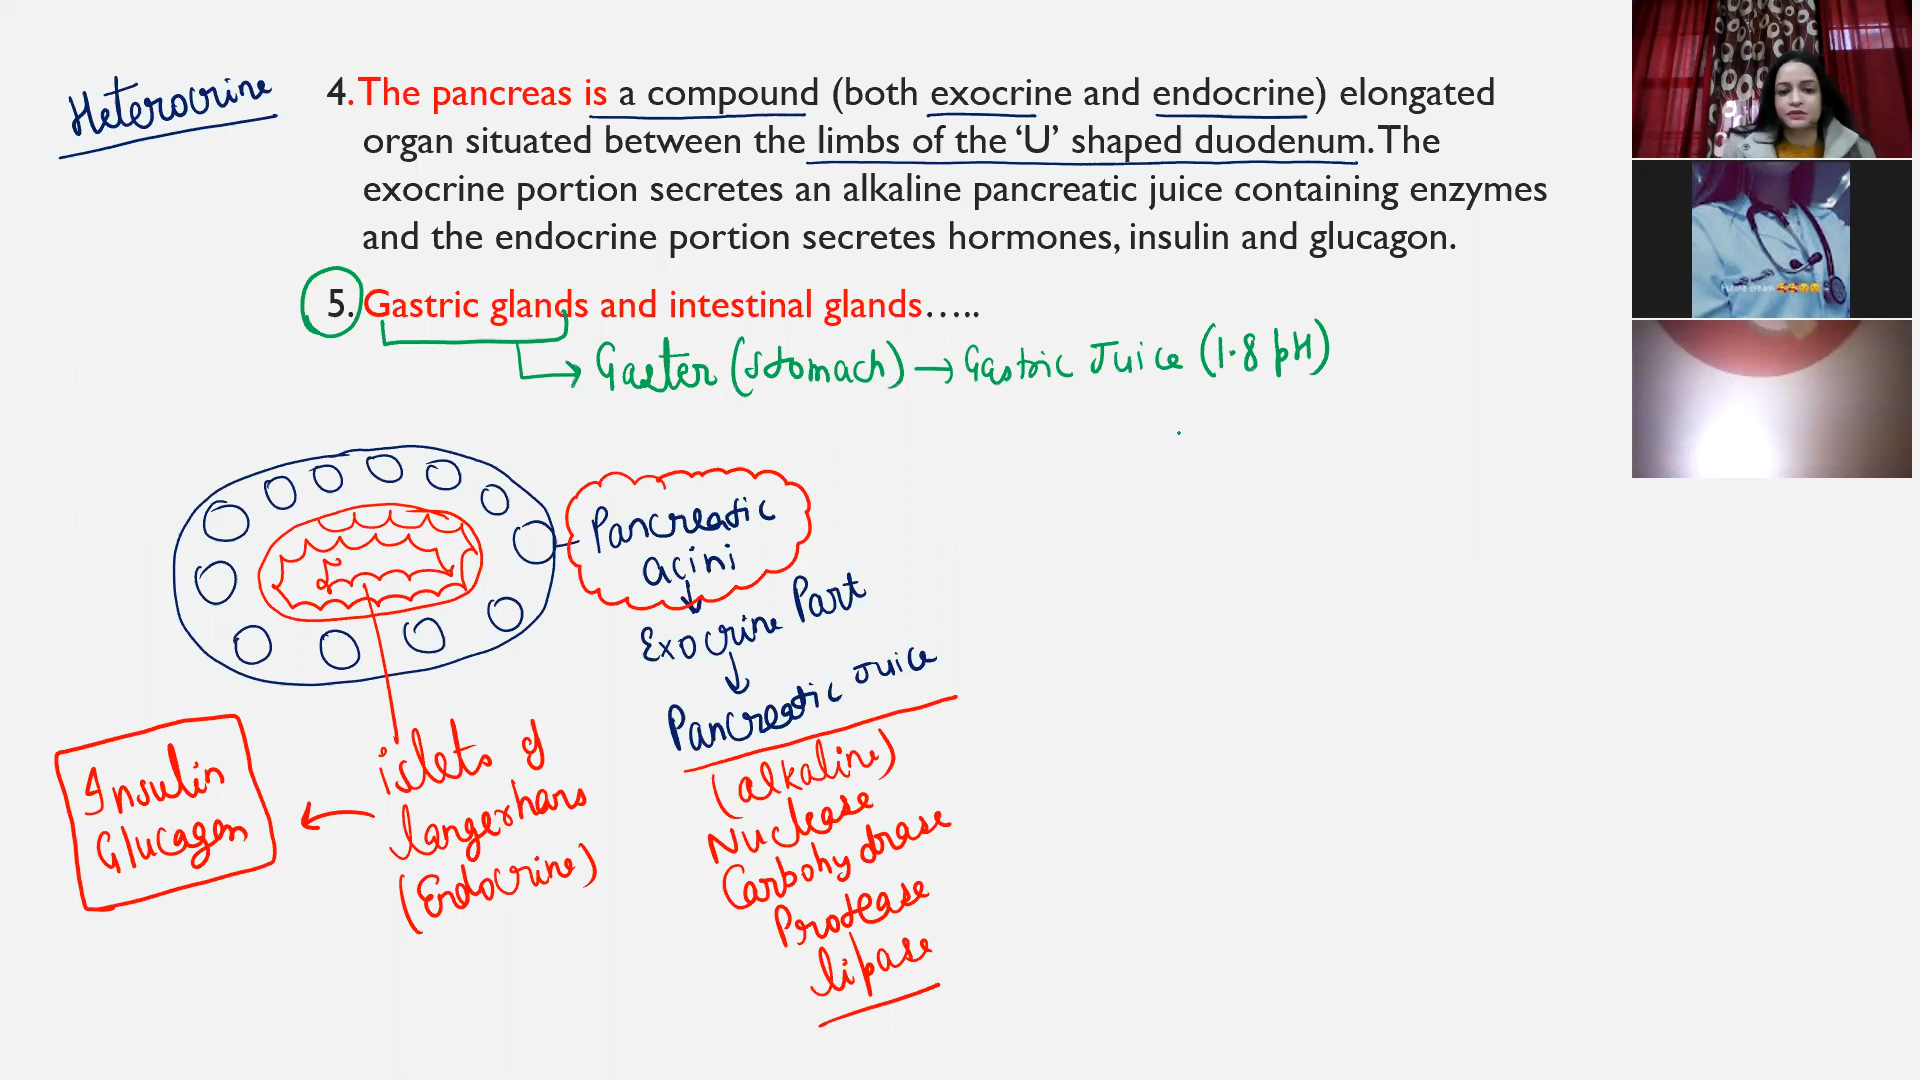 Heterocrine
4. The pancreas is a compound (both exocrine and endocrine) elongated
organ situated between the limbs of the ‘U’ shaped duodenum. The
exocrine portion secretes an alkaline pancreatic juice containing enzymes
and the endocrine portion secretes hormones, insulin and glucagon.
5. Gastric glands and intestinal glands…..
Gaster (stomach) → Gastric Juice (1.8 pH)
Pancreatic
acini
↓
Exocrine Part
↓
Pancreatic Juice
(alkaline)
Nuclease
Carbohydrase
Protease
lipase
islets of
langerhans
(Endocrine)
Insulin
Glucagon
Future dream